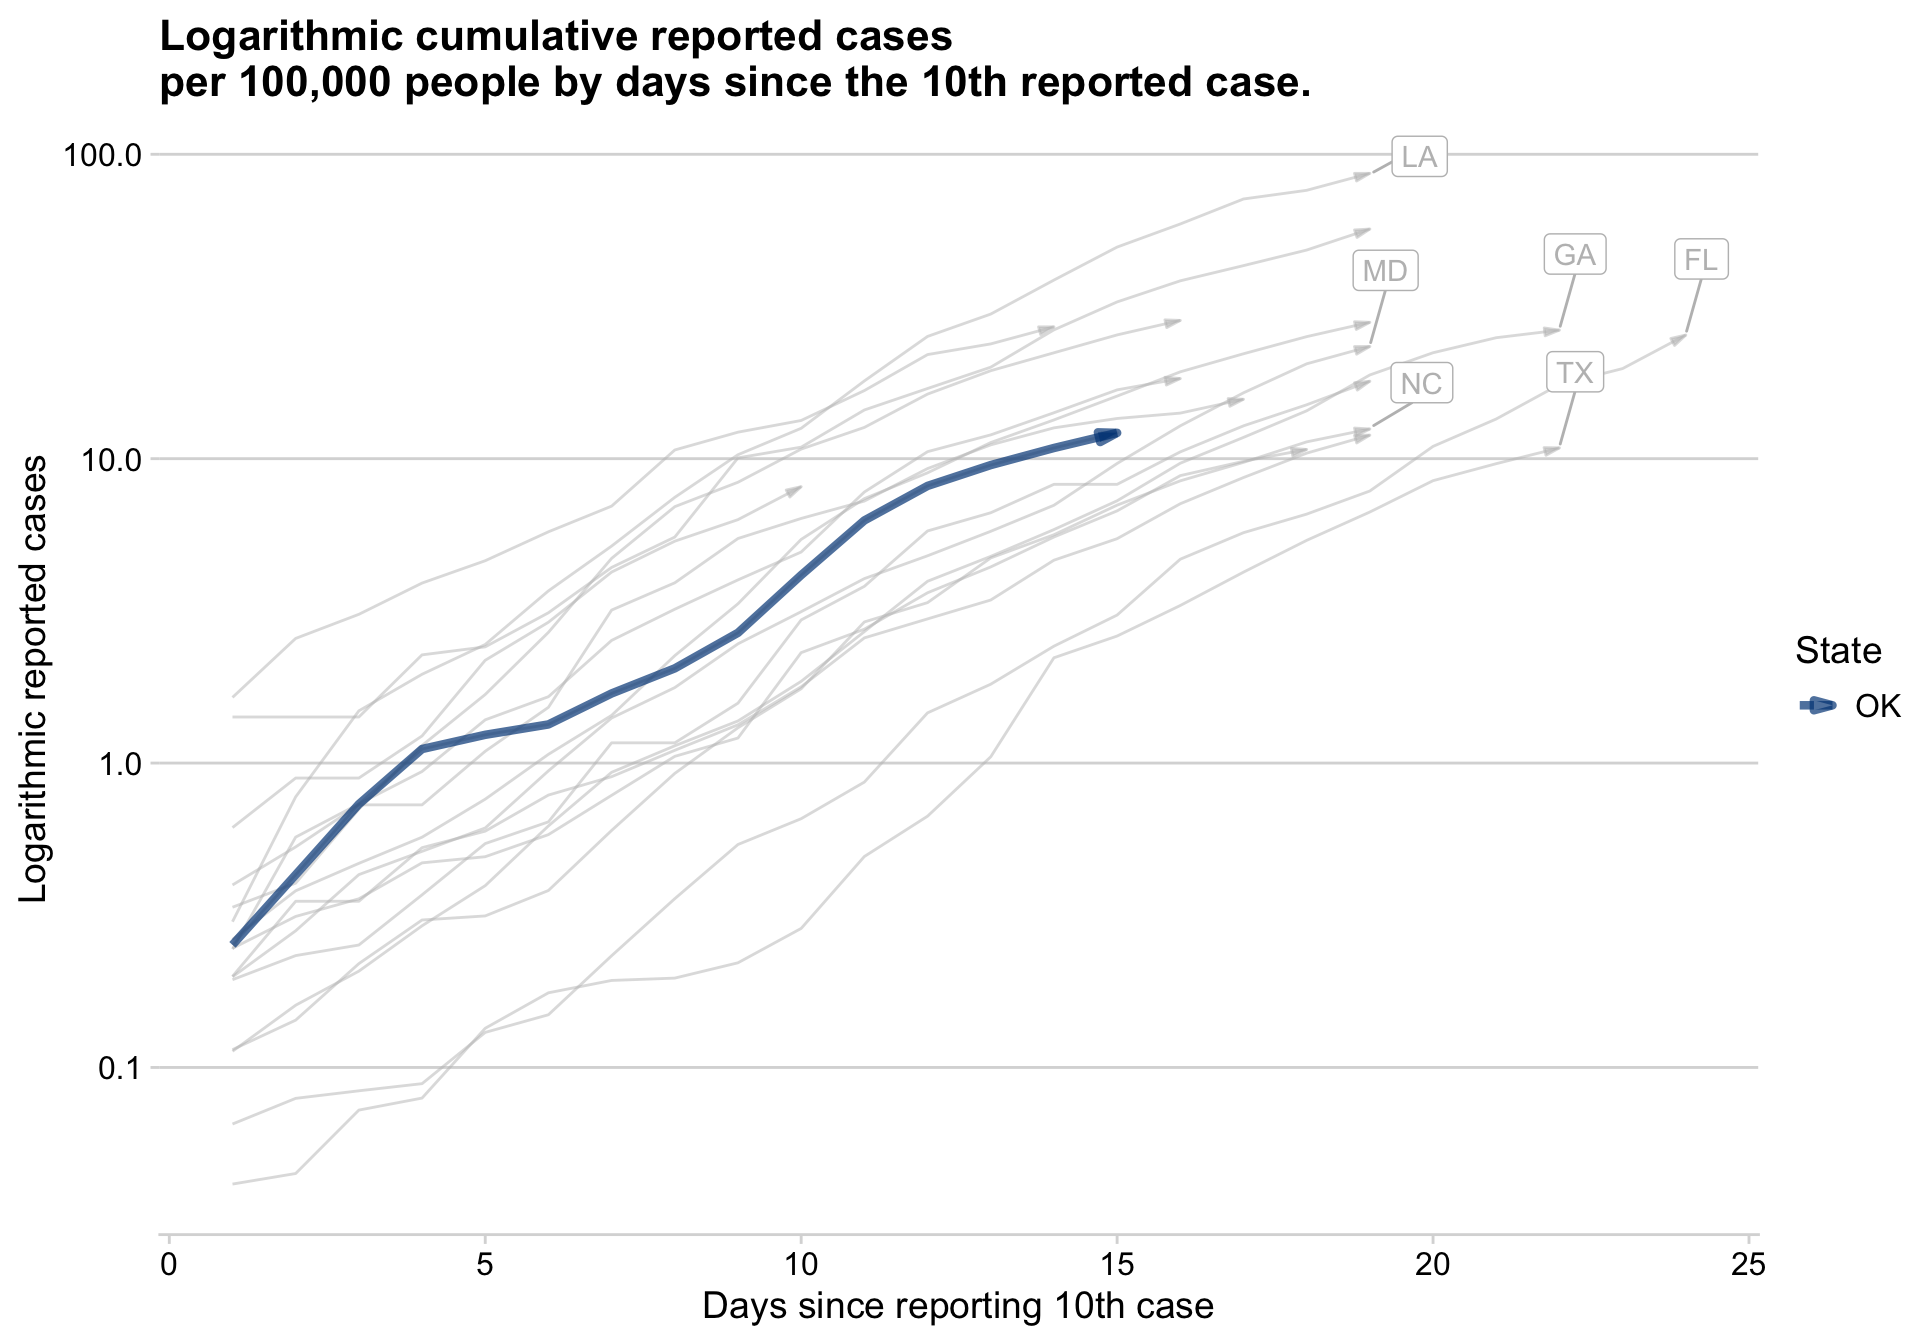 Logarithmic cumulative reported cases
per 100,000 people by days since the 10th reported case.
100.0
LA
GA
FL
MD
TX
NC
10.0
Logarithmic reported cases
State
OK
1.0
0.1
0 5 10 15 20 25
Days since reporting 10th case